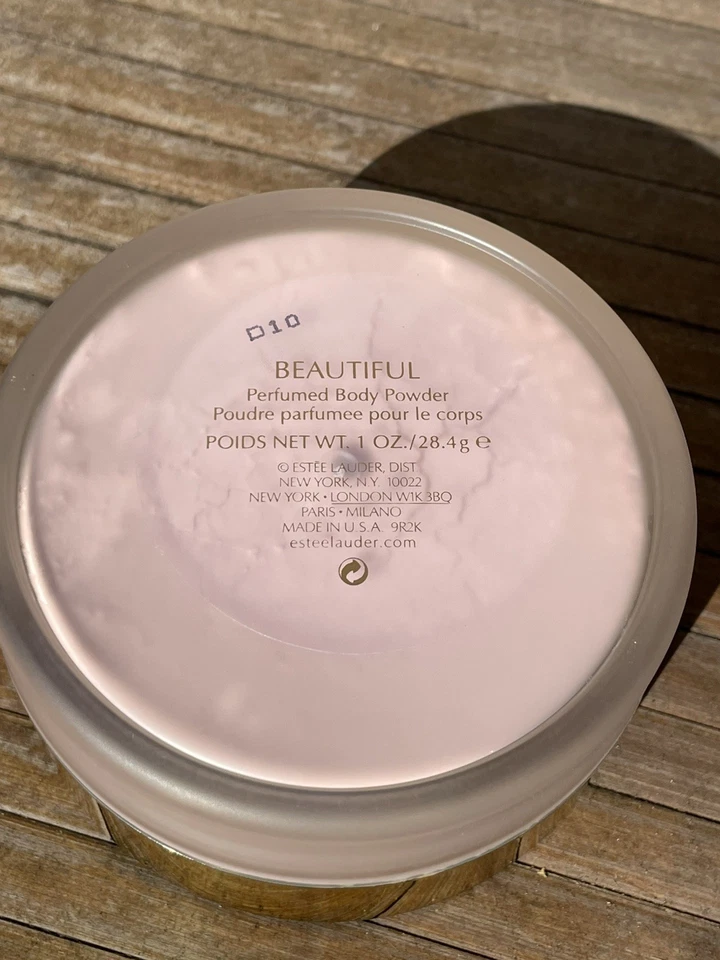 D10
BEAUTIFUL
Perfumed Body Powder
Poudre parfumee pour le corps
POIDS NET WT. 1 OZ./28.4g ℮
© ESTĒE LAUDER, DIST
NEW YORK, N.Y. 10022
NEW YORK • LONDON W1K 3BQ
PARIS • MILANO
MADE IN U.S.A. 9R2K
esteelauder.com